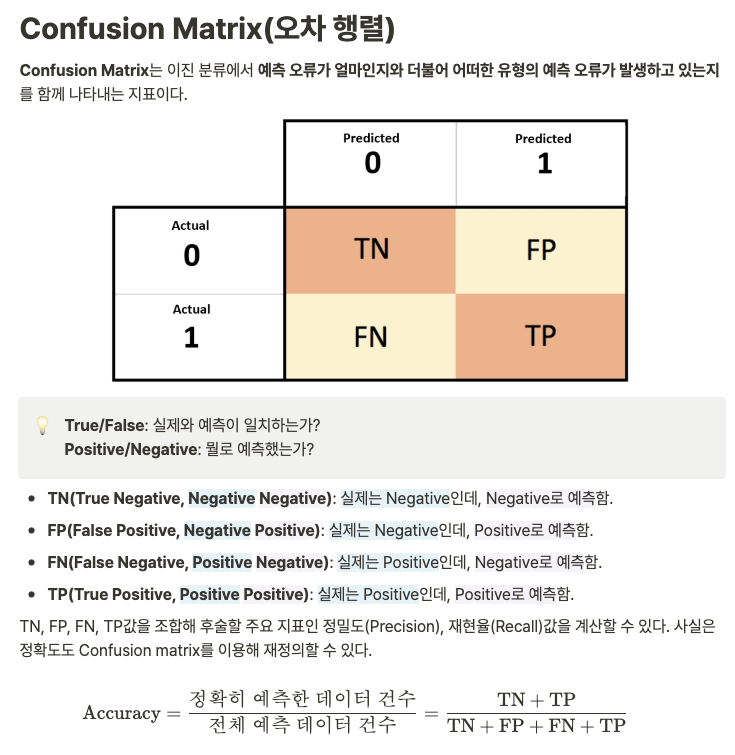 Confusion Matrix(오차 행렬)
Confusion Matrix는 이진 분류에서 예측 오류가 얼마인지와 더불어 어떠한 유형의 예측 오류가 발생하고 있는지
를 함께 나타내는 지표이다.
Predicted Predicted
0 1
Actual
0 TN FP
Actual
1 FN TP
True/False: 실제와 예측이 일치하는가?
Positive/Negative: 뭘로 예측했는가?
• TN(True Negative, Negative Negative): 실제는 Negative인데, Negative로 예측함.
• FP(False Positive, Negative Positive): 실제는 Negative인데, Positive로 예측함.
• FN(False Negative, Positive Negative): 실제는 Positive인데, Negative로 예측함.
• TP(True Positive, Positive Positive): 실제는 Positive인데, Positive로 예측함.
TN, FP, FN, TP값을 조합해 후술할 주요 지표인 정밀도(Precision), 재현율(Recall)값을 계산할 수 있다. 사실은
정확도도 Confusion matrix를 이용해 재정의할 수 있다.
Accuracy = 정확히 예측한 데이터 건수 / 전체 예측 데이터 건수 = TN + TP / TN + FP + FN + TP